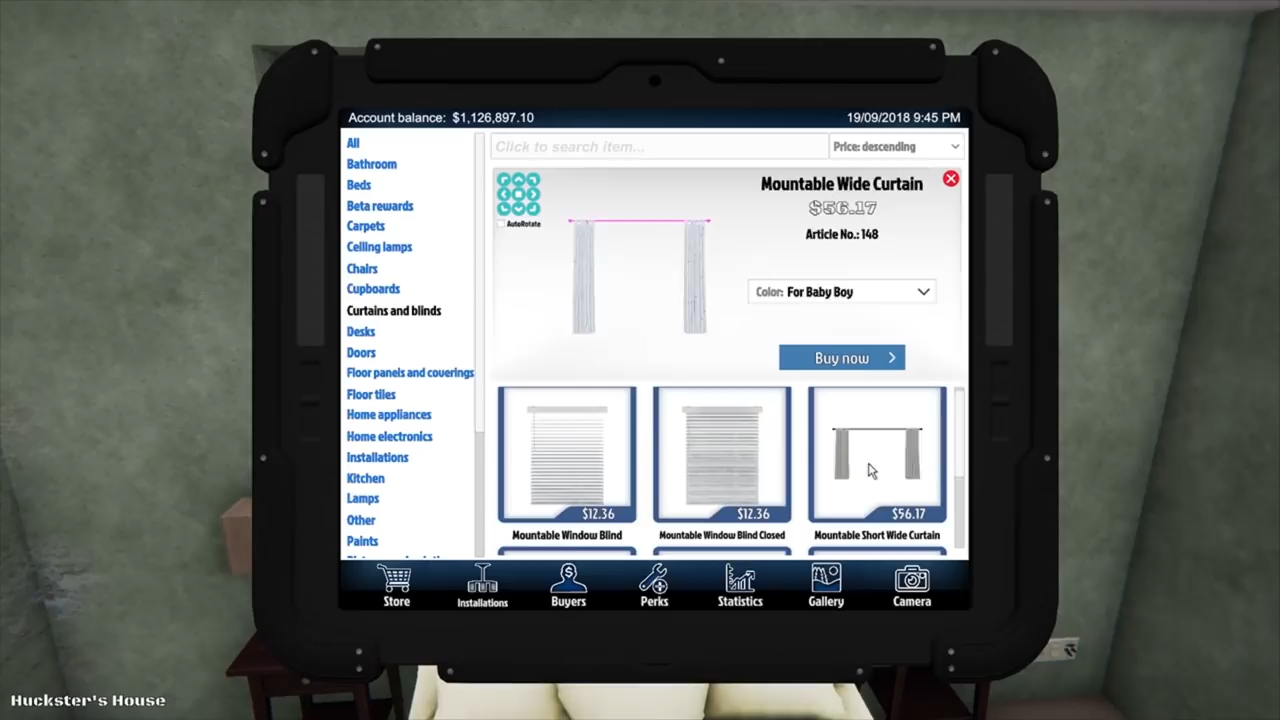 Account balance: $1,126,897.10
19/09/2018 9:45 PM
All
Bathroom
Beds
Beta rewards
Carpets
Ceiling lamps
Chairs
Cupboards
Curtains and blinds
Desks
Doors
Floor panels and coverings
Floor tiles
Home appliances
Home electronics
Installations
Kitchen
Lamps
Other
Paints
Click to search item...
Price: descending
AutoRotate
Mountable Wide Curtain
$56.17
Article No.: 148
Color: For Baby Boy
Buy now
$12.36
$12.36
$56.17
Mountable Window Blind
Mountable Window Blind Closed
Mountable Short Wide Curtain
Store
Installations
Buyers
Perks
Statistics
Gallery
Camera
Huckster's House